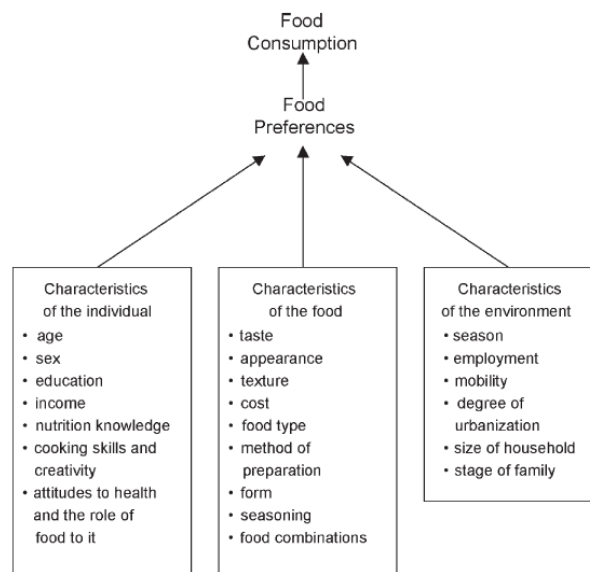 Food
Consumption
Food
Preferences
Characteristics
of the individual
• age
• sex
• education
• income
• nutrition knowledge
• cooking skills and
creativity
• attitudes to health
and the role of
food to it
Characteristics
of the food
• taste
• appearance
• texture
• cost
• food type
• method of
preparation
• form
• seasoning
• food combinations
Characteristics
of the environment
• season
• employment
• mobility
• degree of
urbanization
• size of household
• stage of family